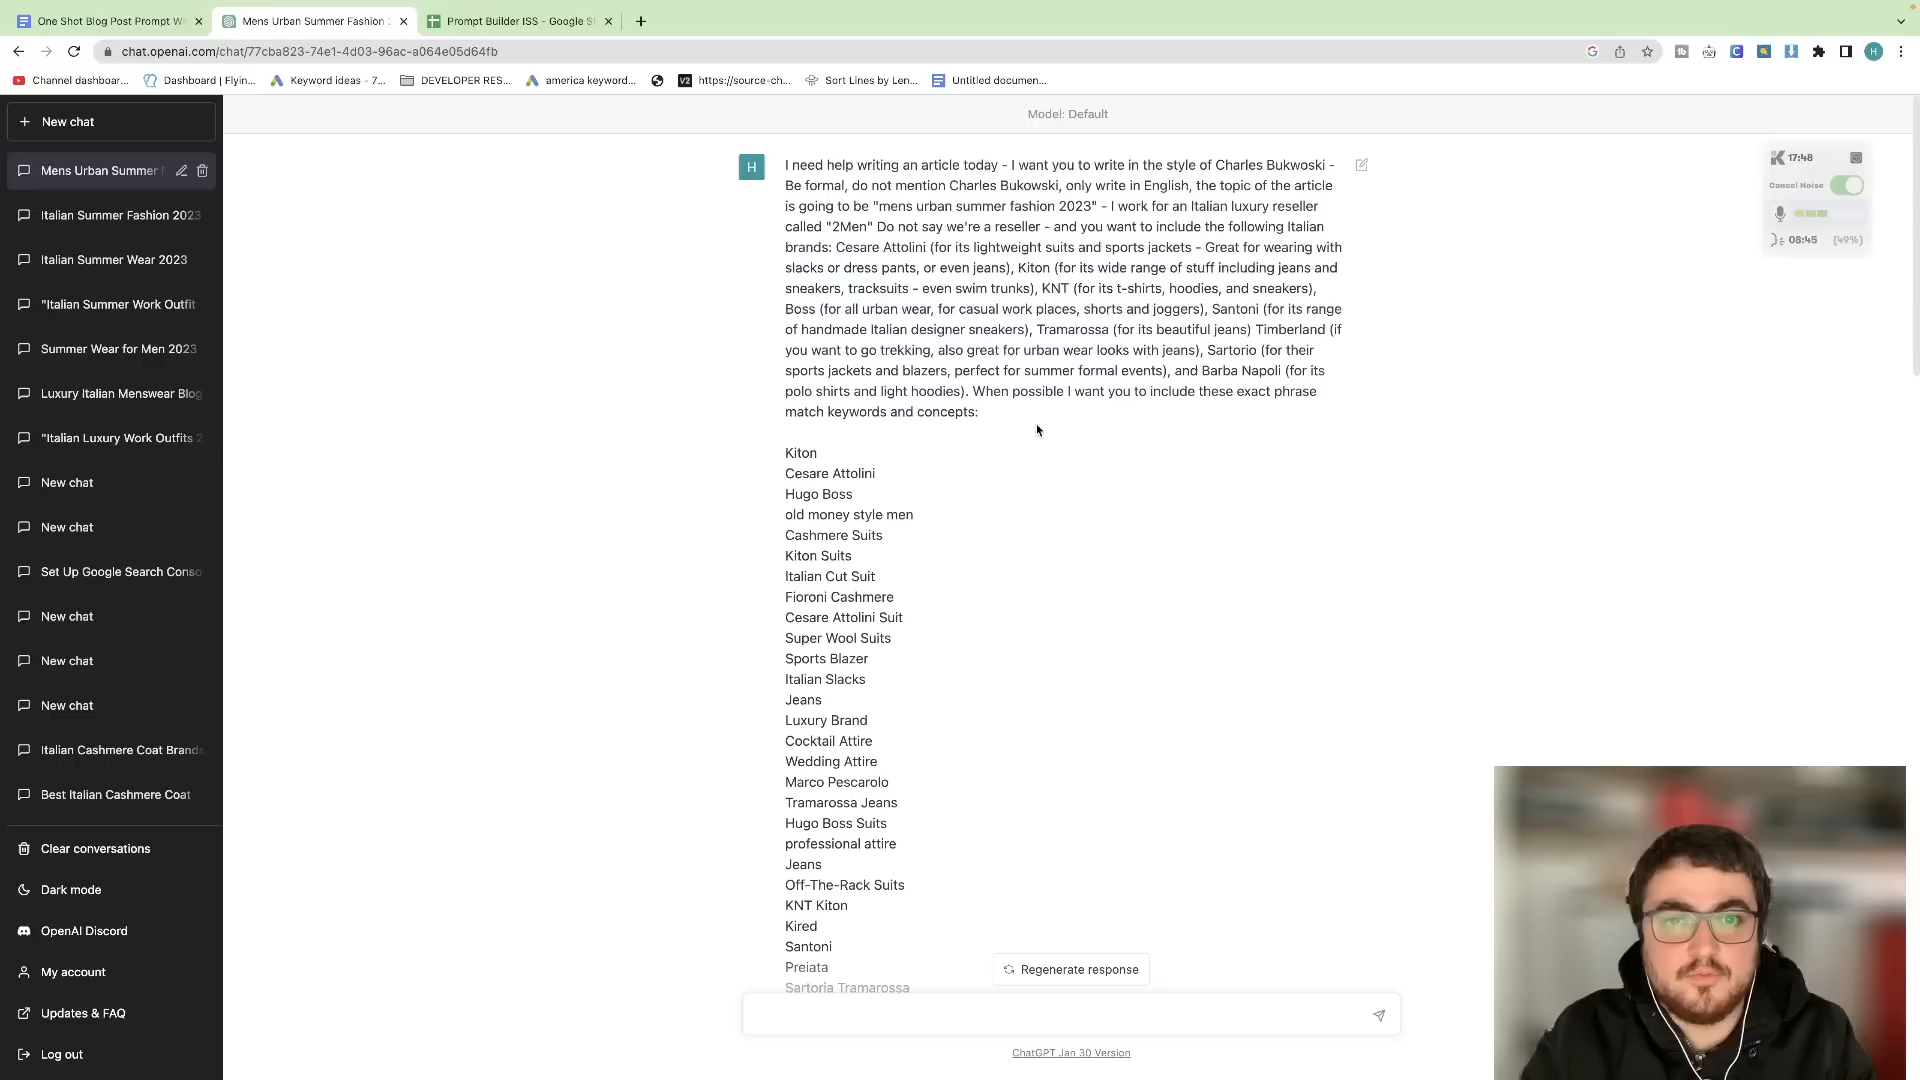 One Shot Blog Post Prompt W
Mens Urban Summer Fashion
Prompt Builder ISS - Google S
chat.openai.com/chat/77cba823-74e1-4d03-96ac-a064e05d64fb
Channel dashboar...
Dashboard | Flyin...
Keyword ideas - 7...
DEVELOPER RES...
america keyword...
V2
https://source-ch...
Sort Lines by Len...
Untitled documen...
New chat
Mens Urban Summer
Italian Summer Fashion 2023
Italian Summer Wear 2023
"Italian Summer Work Outfit
Summer Wear for Men 2023
Luxury Italian Menswear Blog
"Italian Luxury Work Outfits 2
New chat
New chat
Set Up Google Search Conso
New chat
New chat
New chat
Italian Cashmere Coat Brands
Best Italian Cashmere Coat
Clear conversations
Dark mode
OpenAI Discord
My account
Updates & FAQ
Log out
Model: Default
H
I need help writing an article today - I want you to write in the style of Charles Bukwoski -
Be formal, do not mention Charles Bukowski, only write in English, the topic of the article
is going to be "mens urban summer fashion 2023" - I work for an Italian luxury reseller
called "2Men" Do not say we're a reseller - and you want to include the following Italian
brands: Cesare Attolini (for its lightweight suits and sports jackets - Great for wearing with
slacks or dress pants, or even jeans), Kiton (for its wide range of stuff including jeans and
sneakers, tracksuits - even swim trunks), KNT (for its t-shirts, hoodies, and sneakers),
Boss (for all urban wear, for casual work places, shorts and joggers), Santoni (for its range
of handmade Italian designer sneakers), Tramarossa (for its beautiful jeans) Timberland (if
you want to go trekking, also great for urban wear looks with jeans), Sartorio (for their
sports jackets and blazers, perfect for summer formal events), and Barba Napoli (for its
polo shirts and light hoodies). When possible I want you to include these exact phrase
match keywords and concepts:
Kiton
Cesare Attolini
Hugo Boss
old money style men
Cashmere Suits
Kiton Suits
Italian Cut Suit
Fioroni Cashmere
Cesare Attolini Suit
Super Wool Suits
Sports Blazer
Italian Slacks
Jeans
Luxury Brand
Cocktail Attire
Wedding Attire
Marco Pescarolo
Tramarossa Jeans
Hugo Boss Suits
professional attire
Jeans
Off-The-Rack Suits
KNT Kiton
Kired
Santoni
Preiata
Sartoria Tramarossa
Regenerate response
ChatGPT Jan 30 Version
17:48
Cancel Noise
08:45 (49%)